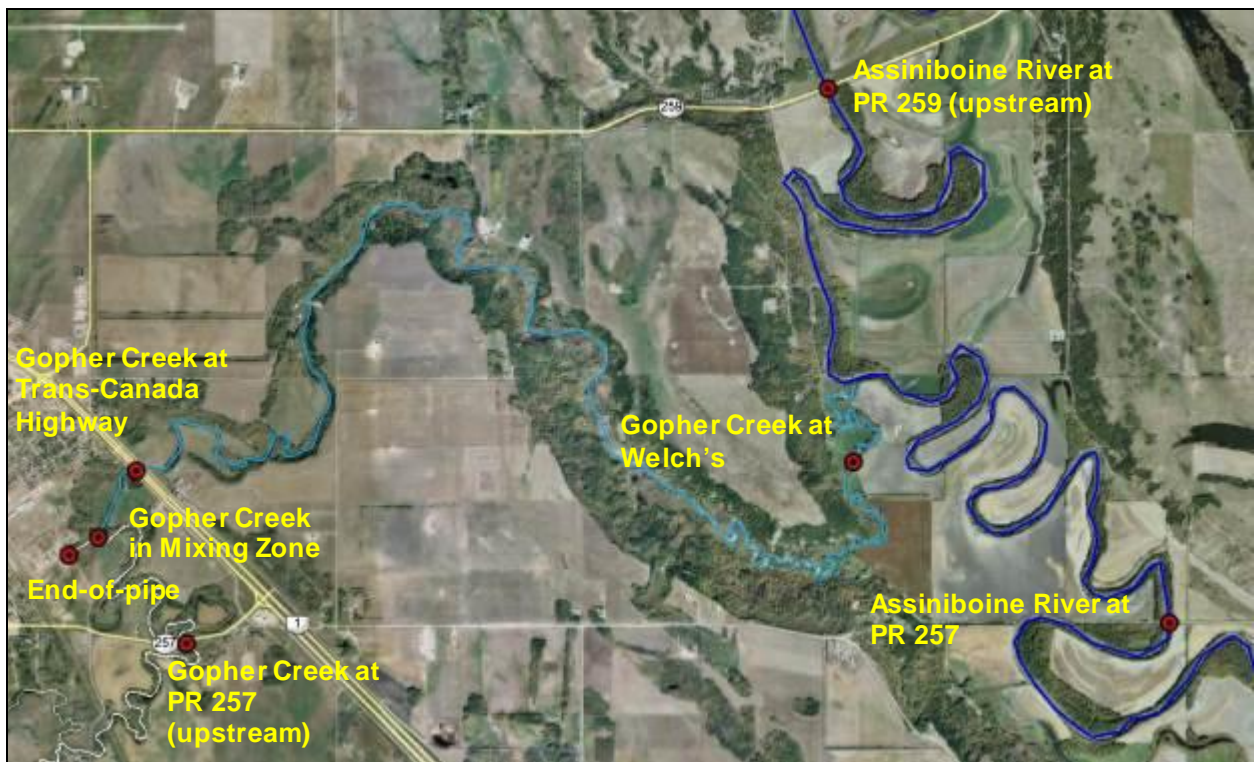 Assiniboine River at
PR 259 (upstream)
259
Gopher Creek at
Trans-Canada
Highway
Gopher Creek at
Welch's
Gopher Creek
in Mixing Zone
End-of-pipe
Assiniboine River at
PR 257
1
257
Gopher Creek at
PR 257
(upstream)